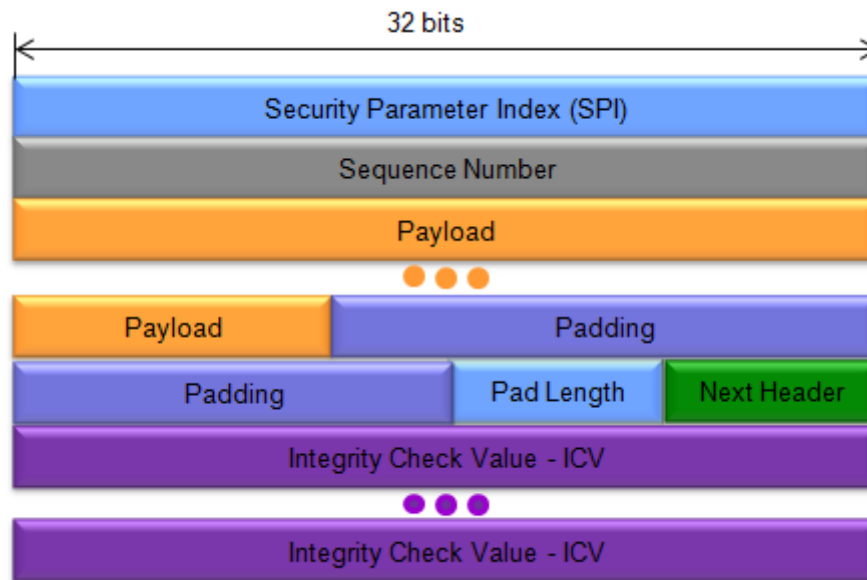 32 bits
Security Parameter Index (SPI)
Sequence Number
Payload
Payload Padding
Padding Pad Length Next Header
Integrity Check Value - ICV
Integrity Check Value - ICV